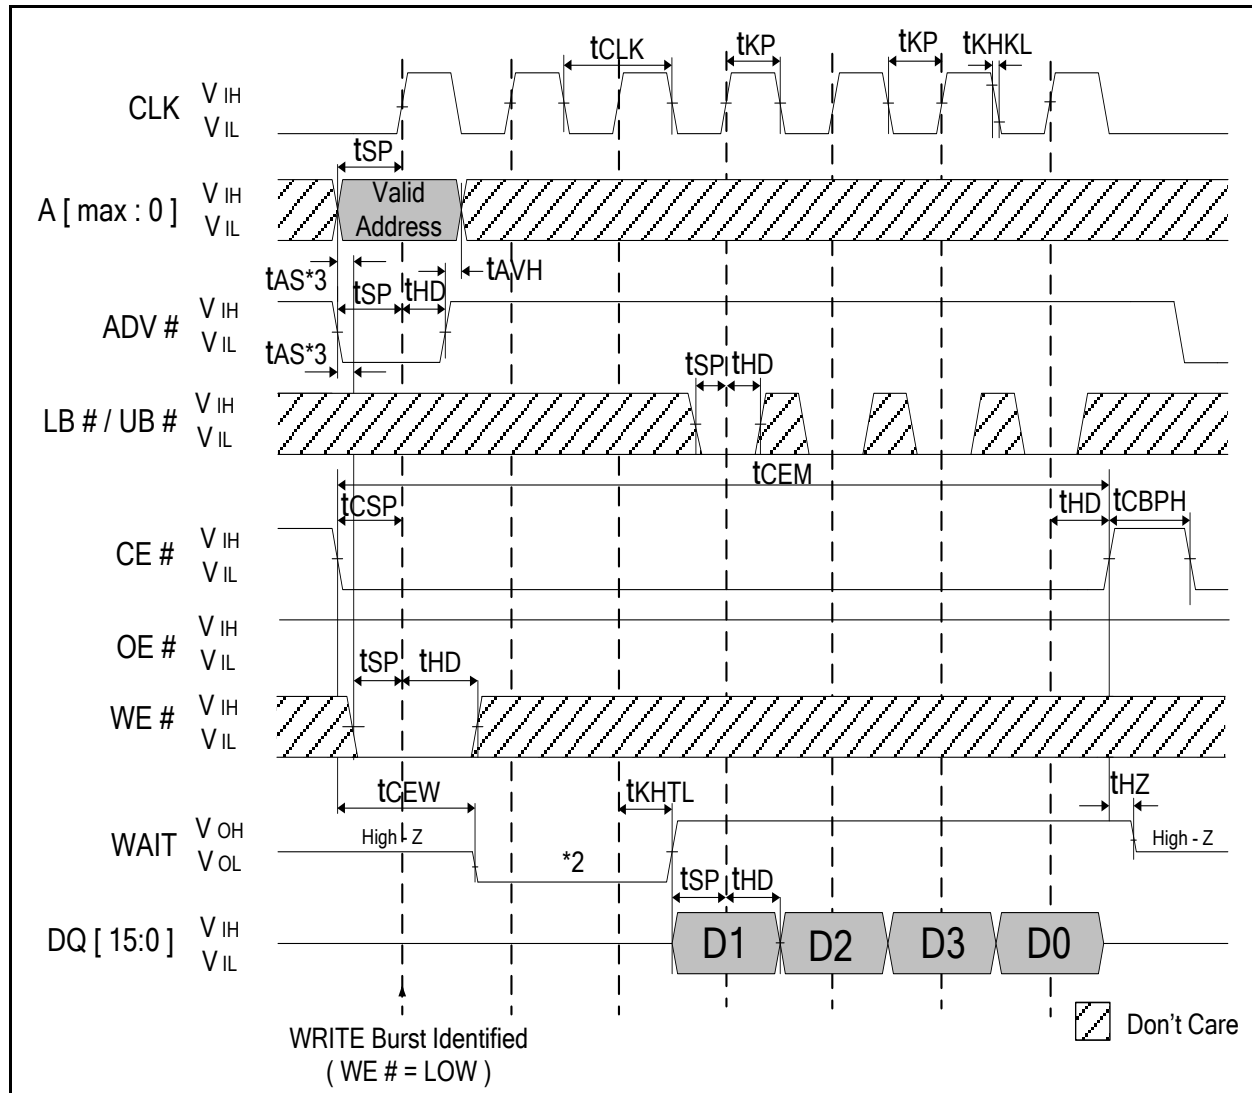 tCLK tKP tKP tKHKL
CLK V IH
V IL
tSP
A [ max : 0 ] V IH
V IL
Valid
Address
tAS*3 tSP tHD tAVH
ADV # V IH
V IL
tAS*3
tSP tHD
LB # / UB # V IH
V IL
tCEM
tCSP tHD tCBPH
CE # V IH
V IL
OE # V IH
V IL
tSP tHD
WE # V IH
V IL
tCEW tKHTL tHZ
WAIT V OH
V OL
High - Z *2 High - Z
tSP tHD
DQ [ 15:0 ] V IH
V IL
D1 D2 D3 D0
Don't Care
WRITE Burst Identified
( WE # = LOW )